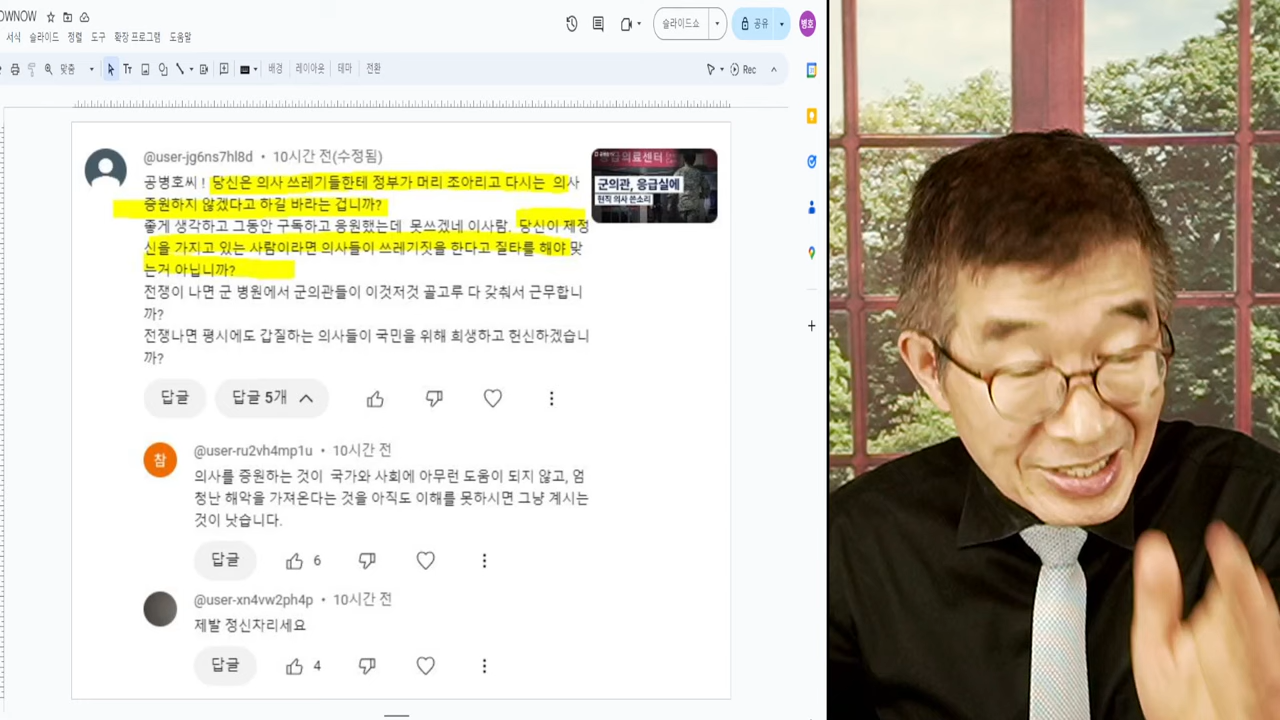 OWNOW
서식 슬라이드 정렬 도구 확장 프로그램 도움말
슬라이드쇼
공유
병호
맞춤
Tт
배경 레이아웃 테마 전환
Rec
@user-jg6ns7hl8d • 10시간 전(수정됨)
공병호씨 ! 당신은 의사 쓰레기들한테 정부가 머리 조아리고 다시는 의사
증원하지 않겠다고 하길 바라는 겁니까?
좋게 생각하고 그동안 구독하고 응원했는데 못쓰겠네 이사람. 당신이 제정
신을 가지고 있는 사람이라면 의사들이 쓰레기짓을 한다고 질타를 해야 맞
는거 아닙니까?
전쟁이 나면 군 병원에서 군의관들이 이것저것 골고루 다 갖춰서 근무합니
까?
전쟁나면 평시에도 갑질하는 의사들이 국민을 위해 희생하고 헌신하겠습니
까?
응급의료센터
군의관, 응급실에
현직 의사 쓴소리
답글
답글 5개
참
@user-ru2vh4mp1u • 10시간 전
의사를 증원하는 것이 국가와 사회에 아무런 도움이 되지 않고, 엄
청난 해악을 가져온다는 것을 아직도 이해를 못하시면 그냥 계시는
것이 낫습니다.
답글
6
@user-xn4vw2ph4p • 10시간 전
제발 정신차리세요
답글
4